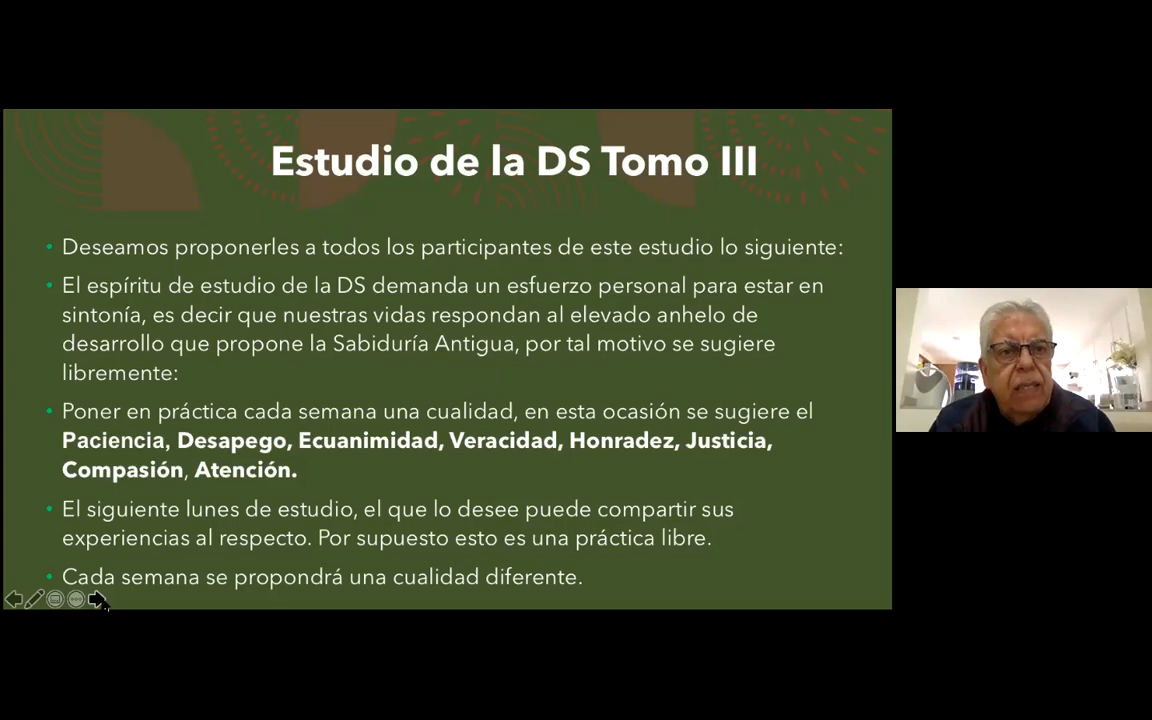 Estudio de la DS Tomo III
• Deseamos proponerles a todos los participantes de este estudio lo siguiente:
• El espíritu de estudio de la DS demanda un esfuerzo personal para estar en
sintonía, es decir que nuestras vidas respondan al elevado anhelo de
desarrollo que propone la Sabiduría Antigua, por tal motivo se sugiere
libremente:
• Poner en práctica cada semana una cualidad, en esta ocasión se sugiere el
Paciencia, Desapego, Ecuanimidad, Veracidad, Honradez, Justicia,
Compasión, Atención.
• El siguiente lunes de estudio, el que lo desee puede compartir sus
experiencias al respecto. Por supuesto esto es una práctica libre.
• Cada semana se propondrá una cualidad diferente.